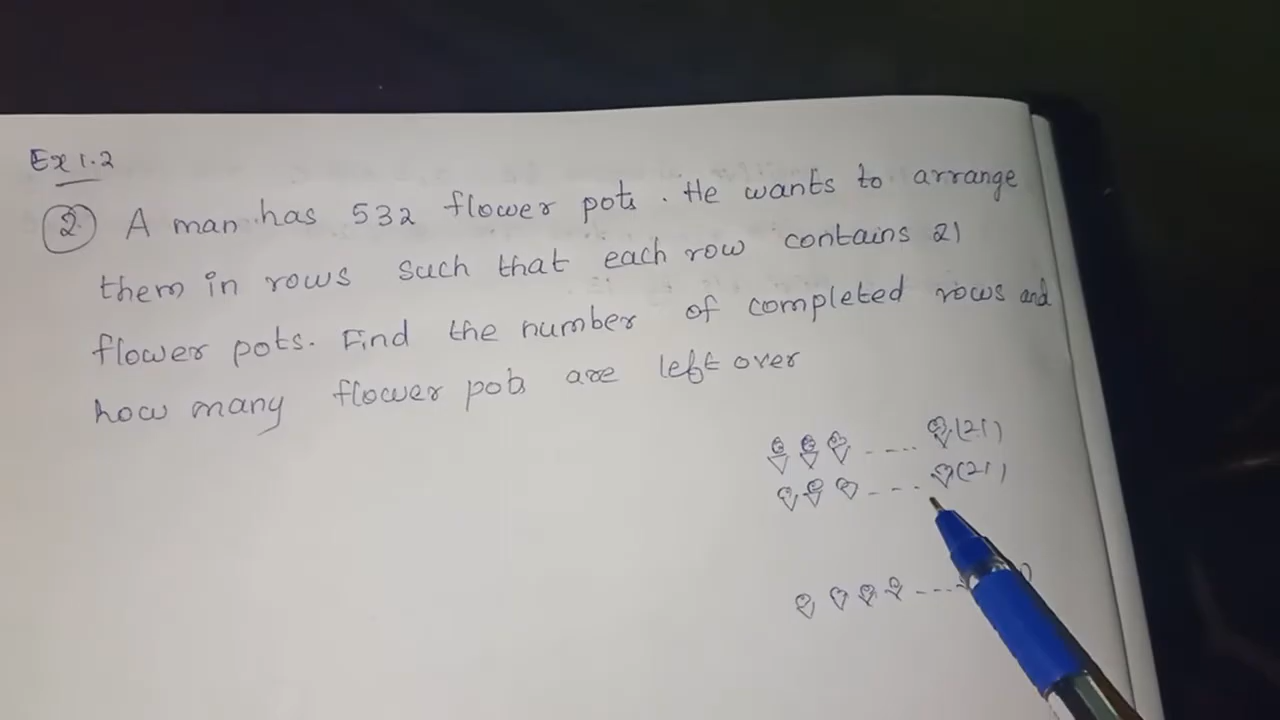 Ex 1.2
2. A man has 532 flower pots. He wants to arrange
them in rows such that each row contains 21
flower pots. Find the number of completed rows and
how many flower pots are left over
.... (21)
--- (21)
---